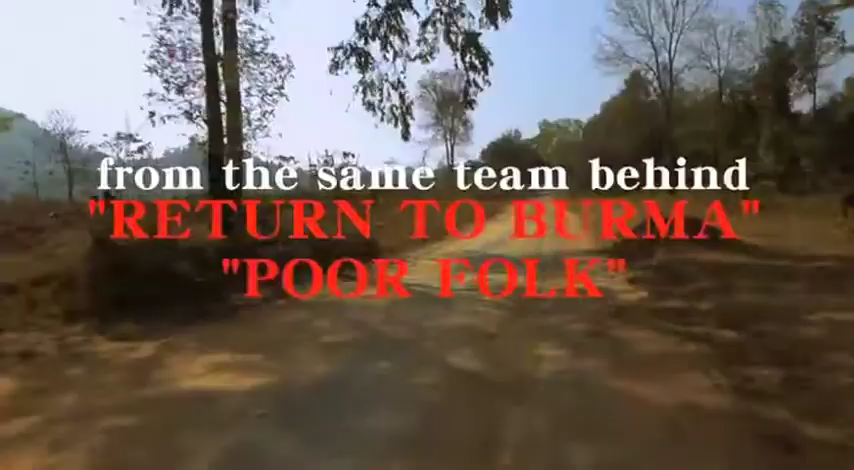 from the same team behind
"RETURN TO BURMA"
"POOR FOLK"